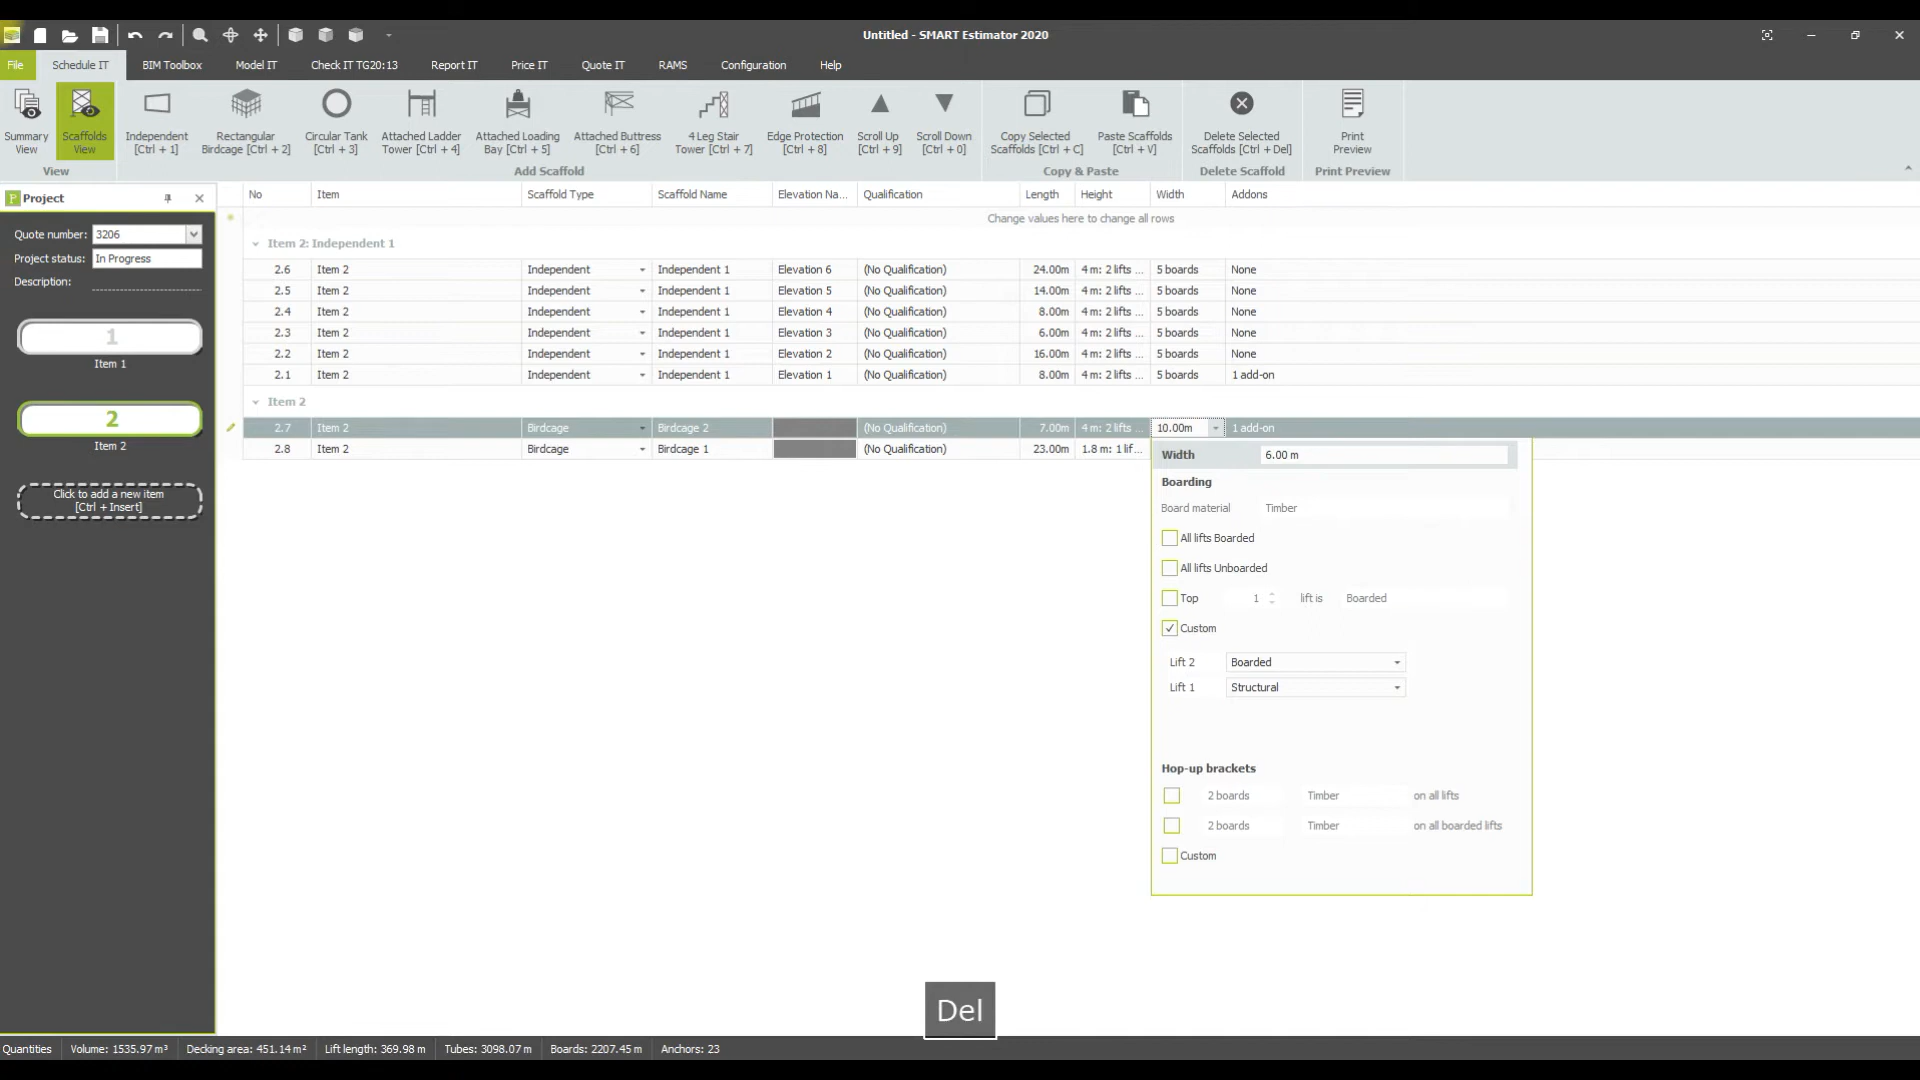 Untitled - SMART Estimator 2020
File Schedule IT BIM Toolbox Model IT Check IT TG20:13 Report IT Price IT Quote IT RAMS Configuration Help
Summary View
Scaffolds View
Independent [Ctrl + 1]
Rectangular Birdcage [Ctrl + 2]
Circular Tank [Ctrl + 3]
Attached Ladder Tower [Ctrl + 4]
Attached Loading Bay [Ctrl + 5]
Attached Buttress [Ctrl + 6]
4 Leg Stair Tower [Ctrl + 7]
Edge Protection [Ctrl + 8]
Scroll Up [Ctrl + 9]
Scroll Down [Ctrl + 0]
Copy Selected Scaffolds [Ctrl + C]
Paste Scaffolds [Ctrl + V]
Delete Selected Scaffolds [Ctrl + Del]
Print Preview
View Add Scaffold Copy & Paste Delete Scaffold Print Preview
P Project
Quote number: 3206
Project status: In Progress
Description:
1
Item 1
2
Item 2
Click to add a new item
[Ctrl + Insert]
No Item Scaffold Type Scaffold Name Elevation Na... Qualification Length Height Width Addons
Change values here to change all rows
Item 2: Independent 1
2.6 Item 2 Independent Independent 1 Elevation 6 (No Qualification) 24.00m 4 m: 2 lifts ... 5 boards None
2.5 Item 2 Independent Independent 1 Elevation 5 (No Qualification) 14.00m 4 m: 2 lifts ... 5 boards None
2.4 Item 2 Independent Independent 1 Elevation 4 (No Qualification) 8.00m 4 m: 2 lifts ... 5 boards None
2.3 Item 2 Independent Independent 1 Elevation 3 (No Qualification) 6.00m 4 m: 2 lifts ... 5 boards None
2.2 Item 2 Independent Independent 1 Elevation 2 (No Qualification) 16.00m 4 m: 2 lifts ... 5 boards None
2.1 Item 2 Independent Independent 1 Elevation 1 (No Qualification) 8.00m 4 m: 2 lifts ... 5 boards 1 add-on
Item 2
2.7 Item 2 Birdcage Birdcage 2 (No Qualification) 7.00m 4 m: 2 lifts ... 10.00m 1 add-on
2.8 Item 2 Birdcage Birdcage 1 (No Qualification) 23.00m 1.8 m: 1 lif...
Width 6.00 m
Boarding
Board material Timber
All lifts Boarded
All lifts Unboarded
Top 1 lift is Boarded
Custom
Lift 2 Boarded
Lift 1 Structural
Hop-up brackets
2 boards Timber on all lifts
2 boards Timber on all boarded lifts
Custom
Del
Quantities Volume: 1535.97 m³ Decking area: 451.14 m² Lift length: 369.98 m Tubes: 3098.07 m Boards: 2207.45 m Anchors: 23